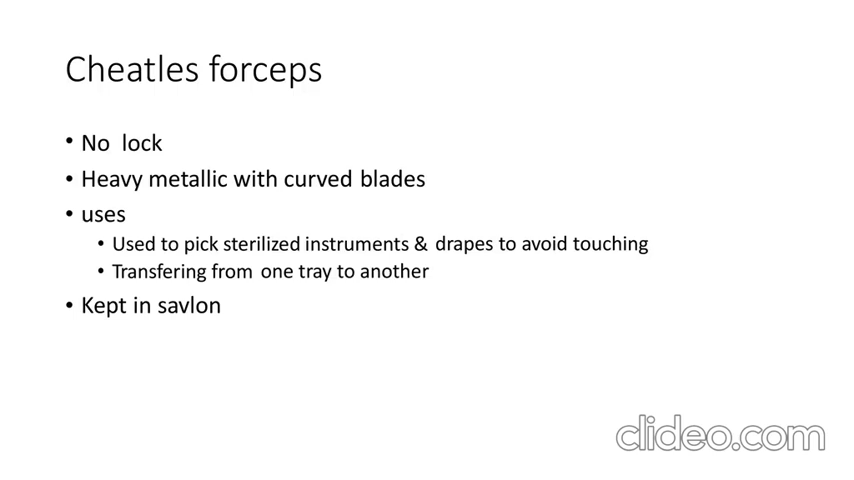 Cheatles forceps
• No lock
• Heavy metallic with curved blades
• uses
• Used to pick sterilized instruments & drapes to avoid touching
• Transfering from one tray to another
• Kept in savlon
clideo.com